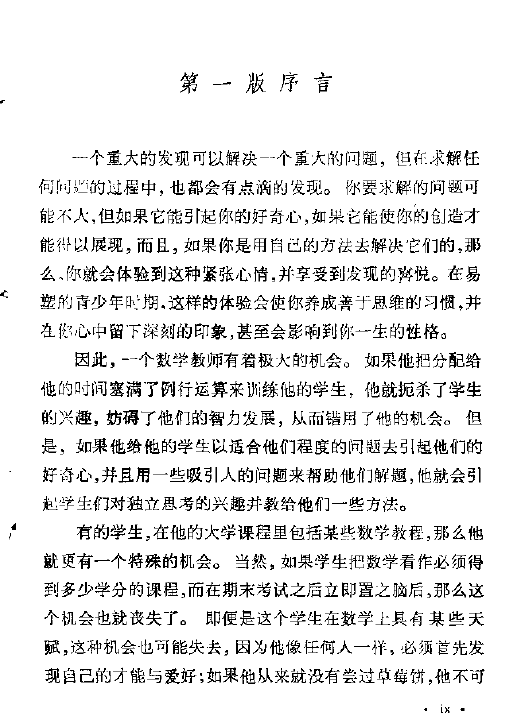 第一版序言
一个重大的发现可以解决一个重大的问题，但在求解任
何问题的过程中，也都会有点滴的发现。你要求解的问题可
能不大，但如果它能引起你的好奇心，如果它能使你的创造才
能得以展现，而且，如果你是用自己的方法去解决它们的，那
么、你就会体验到这种紧张心情，并享受到发现的喜悦。在易
塑的青少年时期，这样的体验会使你养成善于思维的习惯，并
在你心中留下深刻的印象，甚至会影响到你一生的性格。
因此，一个数学教师有着极大的机会。如果他把分配给
他的时间塞满了例行运算来训练他的学生，他就扼杀了学生
的兴趣，妨碍了他们的智力发展，从而错用了他的机会。但
是，如果他给他的学生以适合他们程度的问题去引起他们的
好奇心，并且用一些吸引人的问题来帮助他们解题，他就会引
起学生们对独立思考的兴趣并教给他们一些方法。
有的学生，在他的大学课程里包括某些数学教程，那么他
就更有一个特殊的机会。当然，如果学生把数学看作必须得
到多少学分的课程，而在期末考试之后立即置之脑后，那么这
个机会也就丧失了。即便是这个学生在数学上具有某些天
赋，这种机会也可能失去，因为他像任何人一样，必须首先发
现自己的才能与爱好；如果他从来就没有尝过草莓饼，他不可
· ix ·